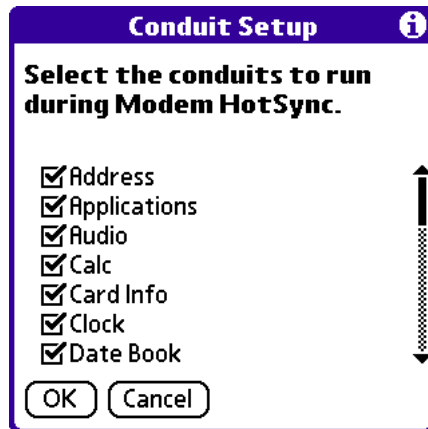 Conduit Setup
Select the conduits to run
during Modem HotSync.
Address
Applications
Audio
Calc
Card Info
Clock
Date Book
OK Cancel